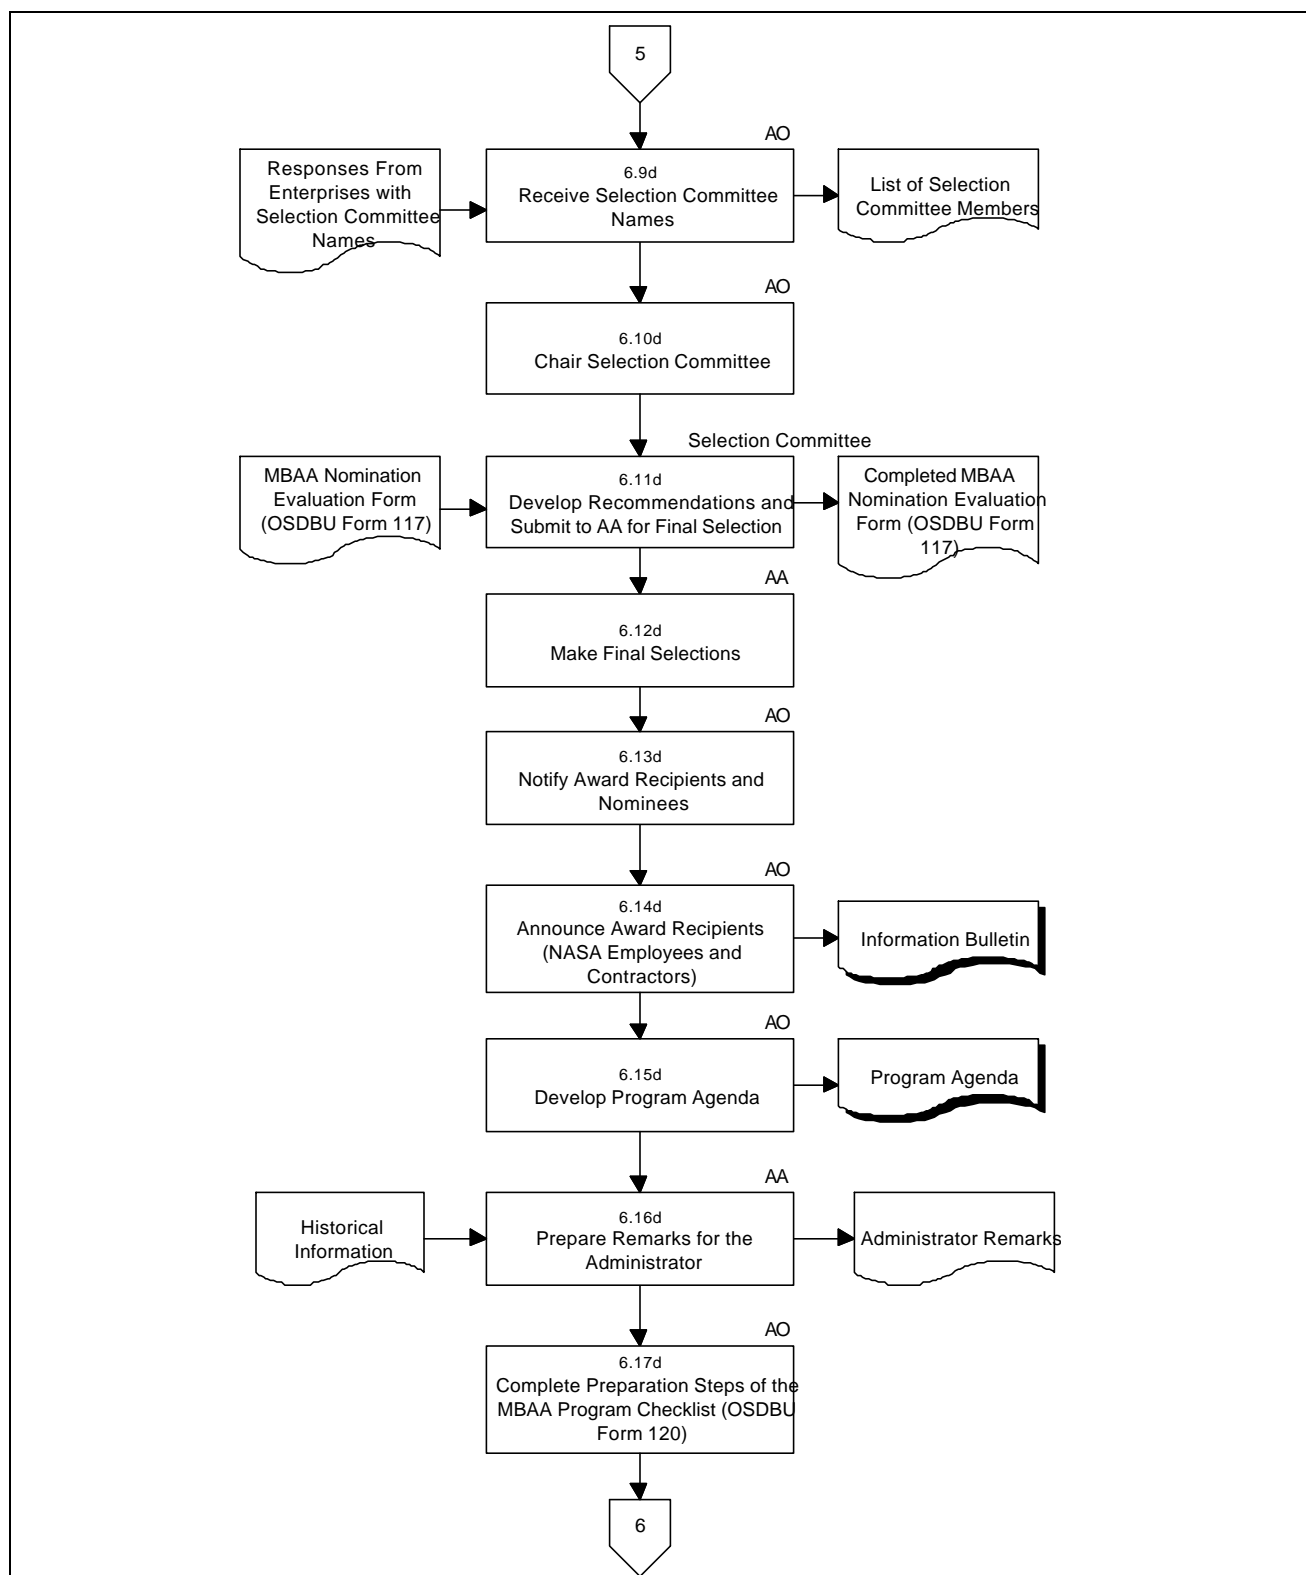 5
AO
Responses From
Enterprises with
Selection Committee
Names
6.9d
Receive Selection Committee
Names
List of Selection
Committee Members
AO
6.10d
Chair Selection Committee
Selection Committee
MBAA Nomination
Evaluation Form
(OSDBU Form 117)
6.11d
Develop Recommendations and
Submit to AA for Final Selection
Completed MBAA
Nomination Evaluation
Form (OSDBU Form
117)
AA
6.12d
Make Final Selections
AO
6.13d
Notify Award Recipients and
Nominees
AO
6.14d
Announce Award Recipients
(NASA Employees and
Contractors)
Information Bulletin
AO
6.15d
Develop Program Agenda
Program Agenda
AA
Historical
Information
6.16d
Prepare Remarks for the
Administrator
Administrator Remarks
AO
6.17d
Complete Preparation Steps of the
MBAA Program Checklist (OSDBU
Form 120)
6